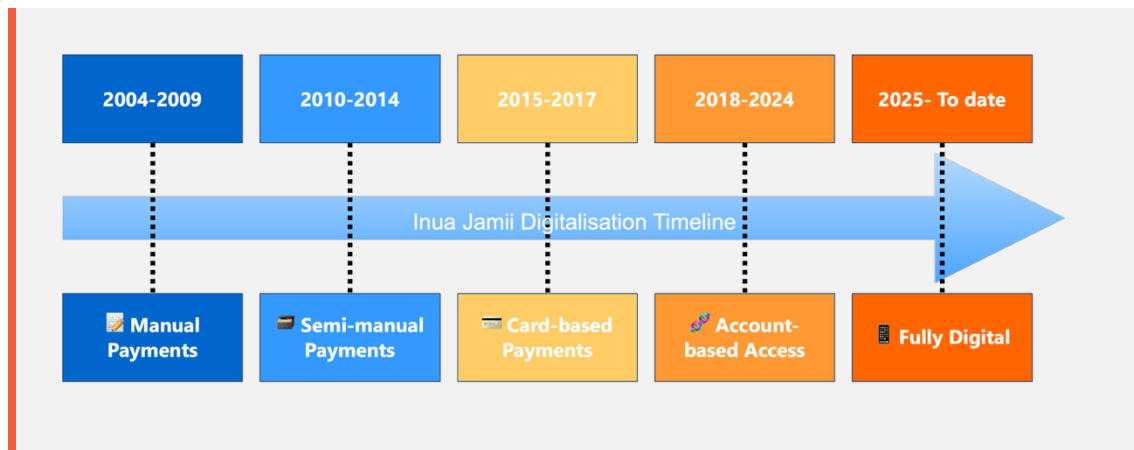 2004-2009
2010-2014
2015-2017
2018-2024
2025- To date
Inua Jamii Digitalisation Timeline
📝 Manual
Payments
Semi-manual
Payments
💳 Card-based
Payments
🧬 Account-
based Access
📱 Fully Digital